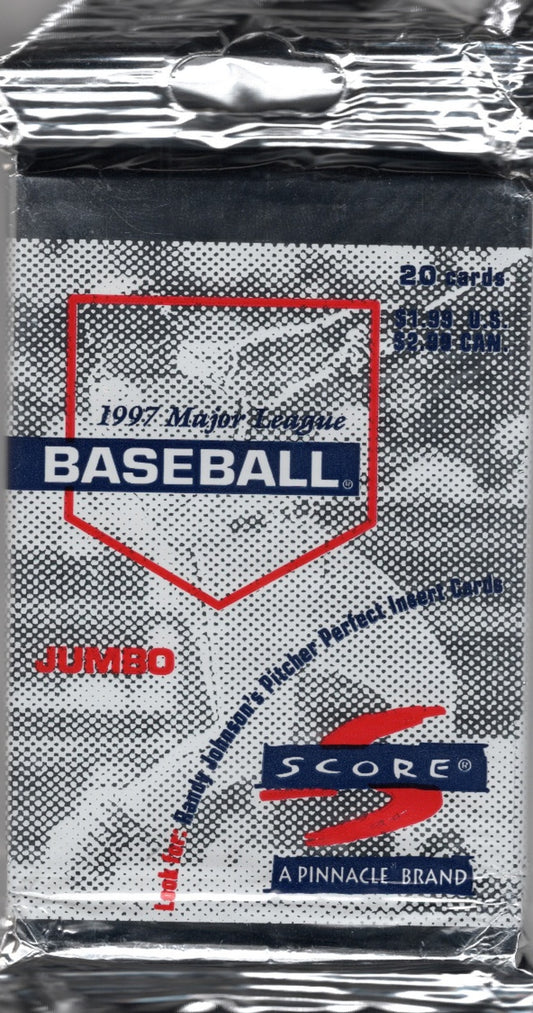 20 cards
$1.99 U.S.
$2.99 CAN.
1997 Major League
BASEBALL®
JUMBO
Look for: Randy Johnson's Pitcher Perfect Insert Cards
SCORE®
A PINNACLE® BRAND